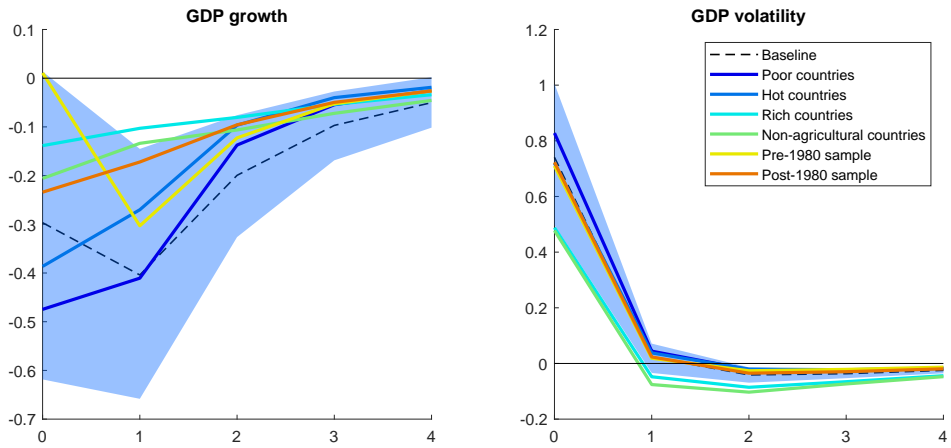 GDP growth
0.1
0
-0.1
-0.2
-0.3
-0.4
-0.5
-0.6
-0.7
0 1 2 3 4
GDP volatility
1.2
1
0.8
0.6
0.4
0.2
0
-0.2
0 1 2 3 4
Baseline
Poor countries
Hot countries
Rich countries
Non-agricultural countries
Pre-1980 sample
Post-1980 sample